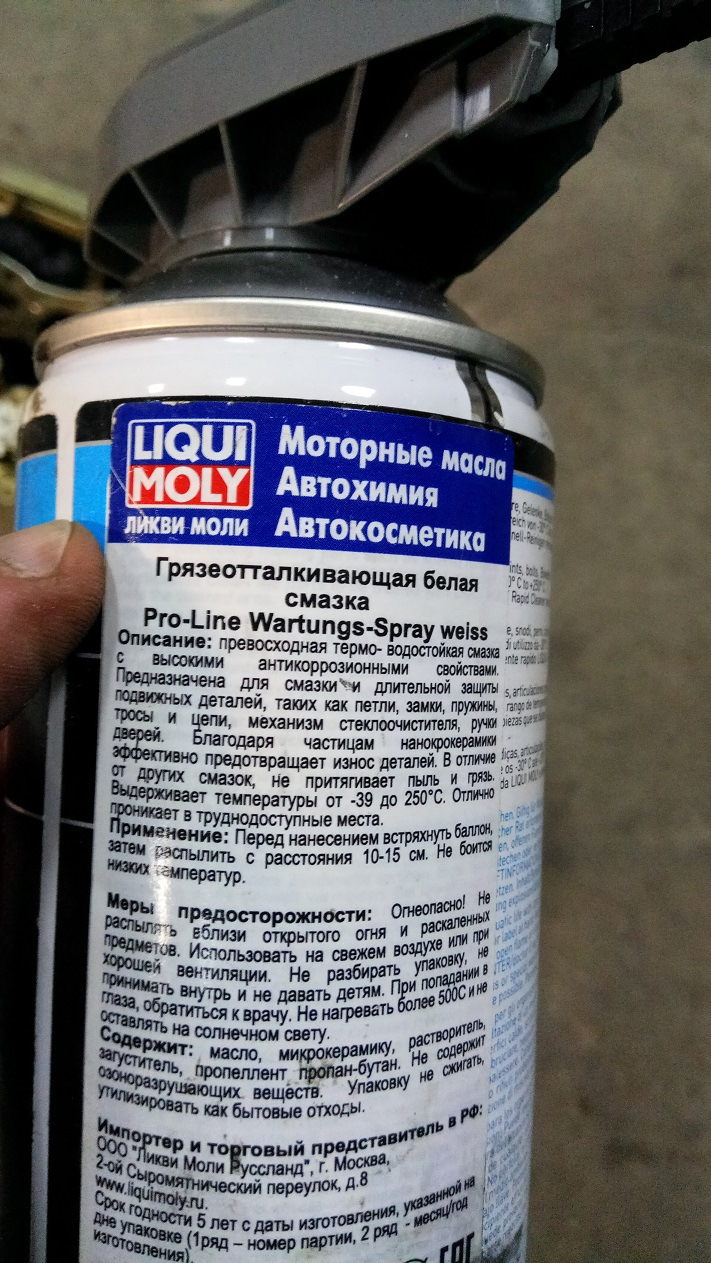 LIQUI
MOLY
ЛИКВИ МОЛИ
Моторные масла
Автохимия
Автокосметика
Грязеотталкивающая белая
смазка
Pro-Line Wartungs-Spray weiss
Описание: превосходная термо- водостойкая смазка
с высокими антикоррозионными свойствами.
Предназначена для смазки и длительной защиты
подвижных деталей, таких как петли, замки, пружины,
тросы и цепи, механизм стеклоочистителя, ручки
дверей. Благодаря частицам нанокрокерамики
эффективно предотвращает износ деталей. В отличие
от других смазок, не притягивает пыль и грязь.
Выдерживает температуры от -39 до 250°С. Отлично
проникает в труднодоступные места.
Применение: Перед нанесением встряхнуть баллон,
затем распылить с расстояния 10-15 см. Не боится
низких температур.
Меры предосторожности: Огнеопасно! Не
распылять вблизи открытого огня и раскаленных
предметов. Использовать на свежем воздухе или при
хорошей вентиляции. Не разбирать упаковку, не
принимать внутрь и не давать детям. При попадании в
глаза, обратиться к врачу. Не нагревать более 500С и не
оставлять на солнечном свету.
Содержит: масло, микрокерамику, растворитель,
загуститель, пропеллент пропан-бутан. Не содержит
озоноразрушающих веществ. Упаковку не сжигать,
утилизировать как бытовые отходы.
Импортер и торговый представитель в РФ:
ООО "Ликви Моли Руссланд", г. Москва,
2-ой Сыромятнический переулок, д.8
www.liquimoly.ru.
Срок годности 5 лет с даты изготовления, указанной на
дне упаковке (1ряд – номер партии, 2 ряд - месяц/год
изготовления).